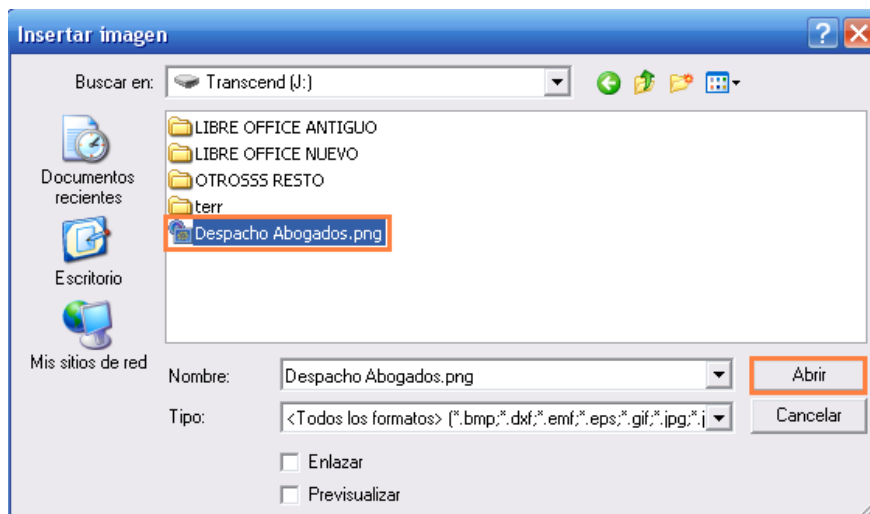 Insertar imagen
Buscar en: Transcend (J:)
LIBRE OFFICE ANTIGUO
LIBRE OFFICE NUEVO
OTROSSS RESTO
terr
Despacho Abogados.png
Documentos
recientes
Escritorio
Mis sitios de red
Nombre: Despacho Abogados.png Abrir
Tipo: <Todos los formatos> (*.bmp;*.dxf;*.emf;*.eps;*.gif;*.jpg;*.j Cancelar
Enlazar
Previsualizar